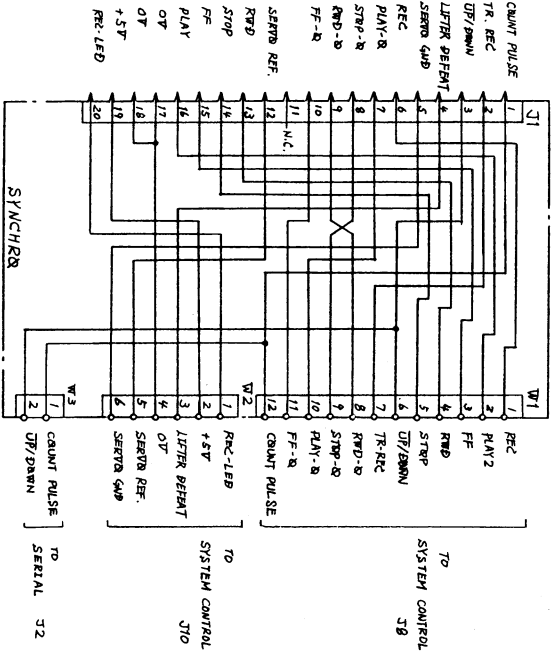 COUNT PULSE
TR. REC
UP/DOWN
LIFTER DEFEAT
SERVO GND
REC
PLAY-Q
STOP-Q
RWD-Q
FF-Q
SERVO REF.
RWD
STOP
FF
PLAY
0V
0V
+5V
REC-LED
J1
1
2
3
4
5
6
7
8
9
10
11
12
13
14
15
16
17
18
19
20
N.C.
SYNCHRO
W1
1
2
3
4
5
6
7
8
9
10
11
12
W2
1
2
3
4
5
6
W3
1
2
REC
PLAY2
FF
RWD
STOP
UP/DOWN
TR-REC
RWD-Q
STOP-Q
PLAY-Q
FF-Q
COUNT PULSE
REC-LED
+5V
LIFTER DEFEAT
0V
SERVO REF.
SERVO GND
COUNT PULSE
UP/DOWN
TO
SYSTEM CONTROL
J8
TO
SYSTEM CONTROL
J10
TO
SERIAL J2